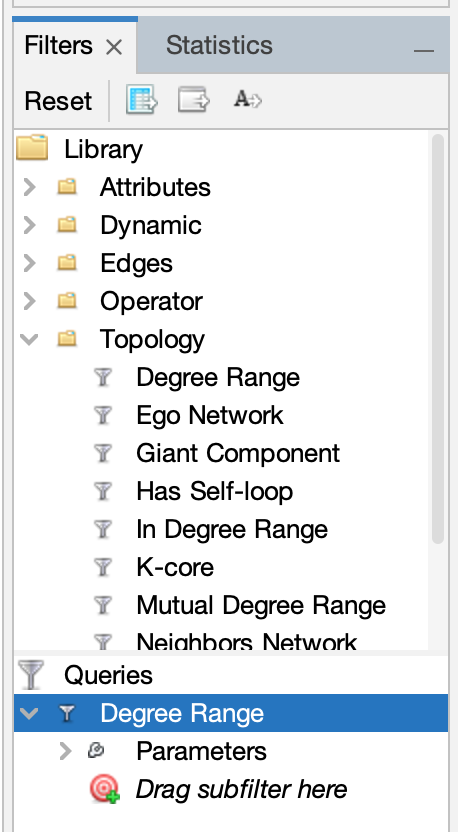 Filters Statistics
Reset
Library
Attributes
Dynamic
Edges
Operator
Topology
Degree Range
Ego Network
Giant Component
Has Self-loop
In Degree Range
K-core
Mutual Degree Range
Neighbors Network
Queries
Degree Range
Parameters
Drag subfilter here